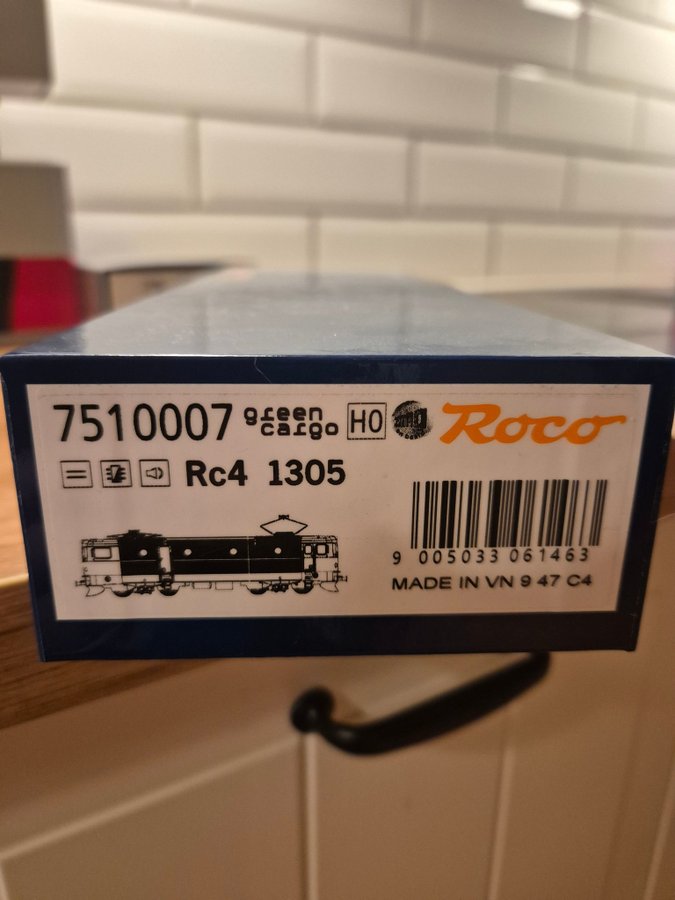 7510007 green cargo H0 Roco
= Rc4 1305
9 005033 061463
MADE IN VN 9 47 C4